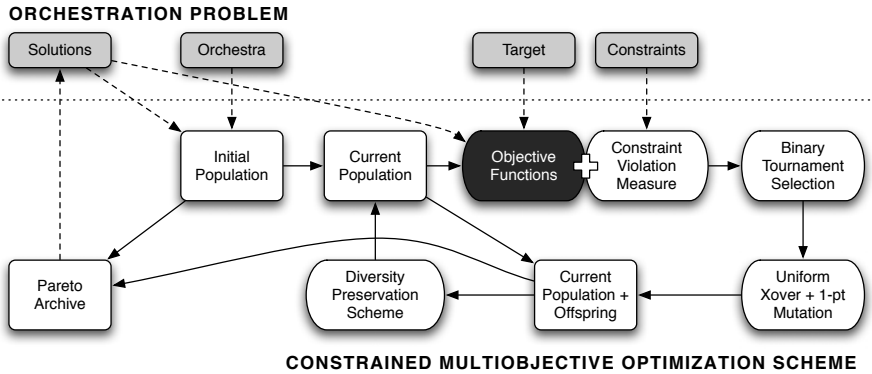 ORCHESTRATION PROBLEM
Solutions
Orchestra
Target
Constraints
Initial
Population
Current
Population
Objective
Functions
Constraint
Violation
Measure
Binary
Tournament
Selection
Pareto
Archive
Diversity
Preservation
Scheme
Current
Population +
Offspring
Uniform
Xover + 1-pt
Mutation
CONSTRAINED MULTIOBJECTIVE OPTIMIZATION SCHEME